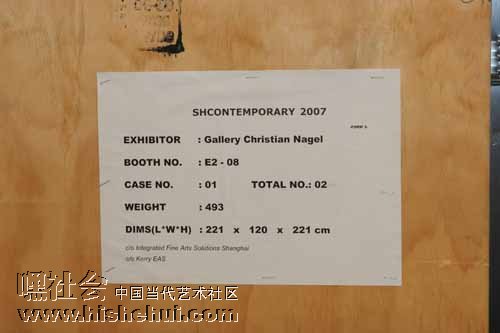 SHCONTEMPORARY 2007
EXHIBITOR : Gallery Christian Nagel
BOOTH NO. : E2 - 08
CASE NO. : 01 TOTAL NO.: 02
WEIGHT : 493
DIMS(L*W*H) : 221 x 120 x 221 cm
c/o Integrated Fine Arts Solutions Shanghai
o/o Kerry EAS
嘿社会 中国当代艺术社区
www.hishehui.com